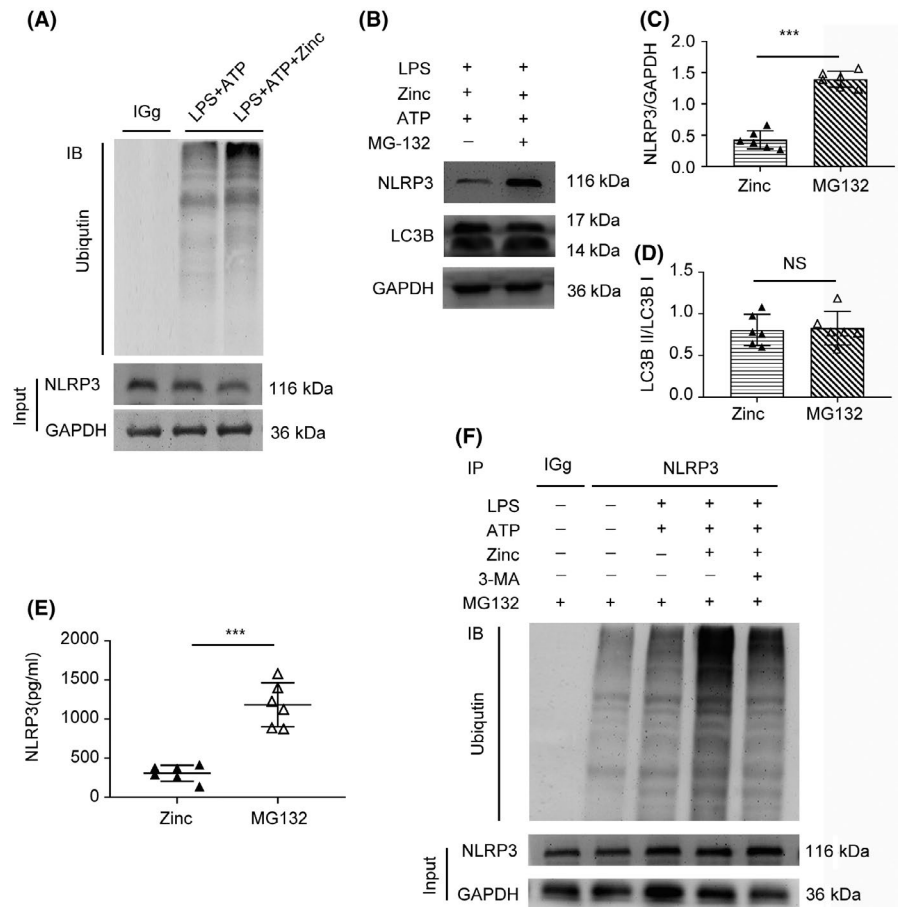 (A)
IGg
LPS+ATP
LPS+ATP+Zinc
IB
Ubiqutin
Input
NLRP3
116 kDa
GAPDH
36 kDa
(B)
LPS + +
Zinc + +
ATP + +
MG-132 − +
NLRP3
116 kDa
LC3B
17 kDa
14 kDa
GAPDH
36 kDa
(C)
NLRP3/GAPDH
***
2.0
1.5
1.0
0.5
0.0
Zinc MG132
(D)
LC3B II/LC3B I
NS
1.5
1.0
0.5
0.0
Zinc MG132
(E)
NLRP3(pg/ml)
***
2000
1500
1000
500
0
Zinc MG132
(F)
IP IGg NLRP3
LPS − − + + +
ATP − − + + +
Zinc − − − + +
3-MA − − − − +
MG132 + + + + +
IB
Ubiqutin
Input
NLRP3
116 kDa
GAPDH
36 kDa